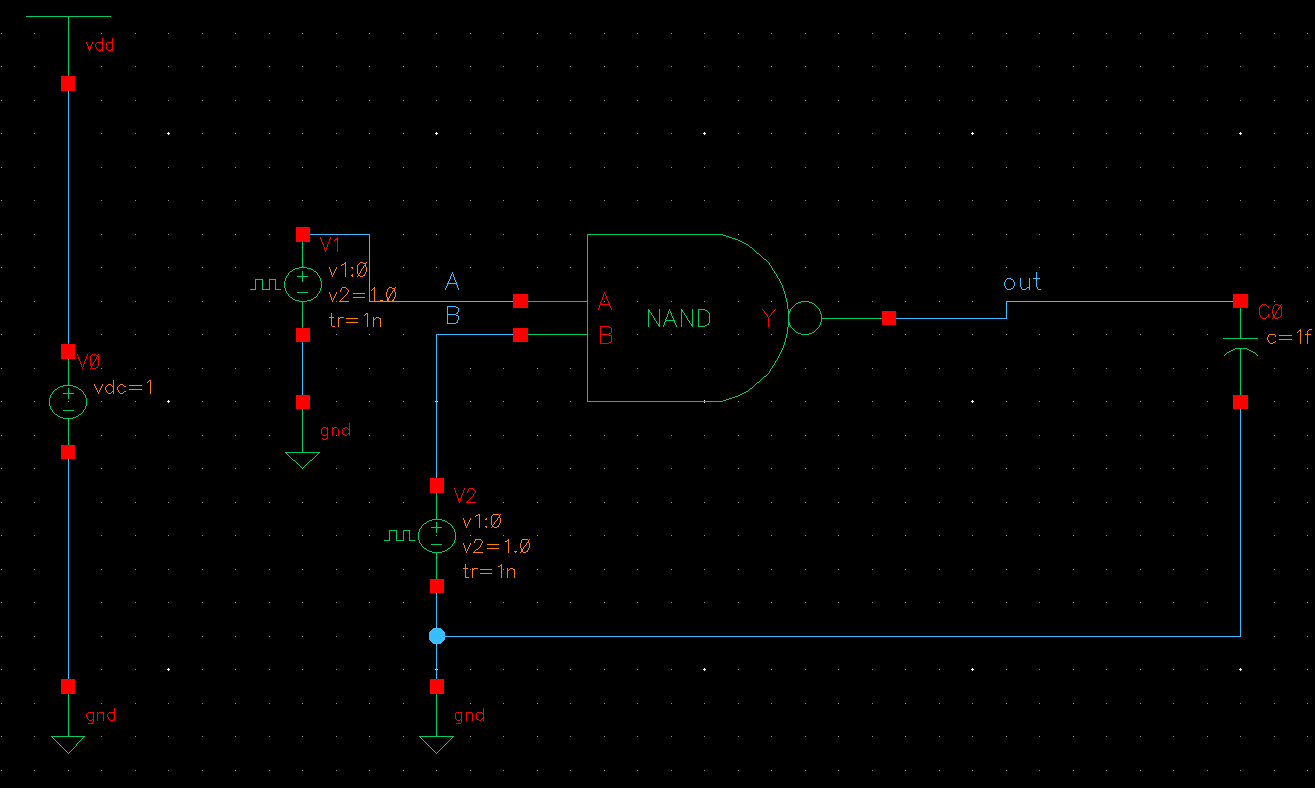 vdd
V0
vdc=1
gnd
V1
v1:0
v2=1.0
tr=1n
gnd
A
B
A
B
NAND
Y
out
C0
c=1f
V2
v1:0
v2=1.0
tr=1n
gnd